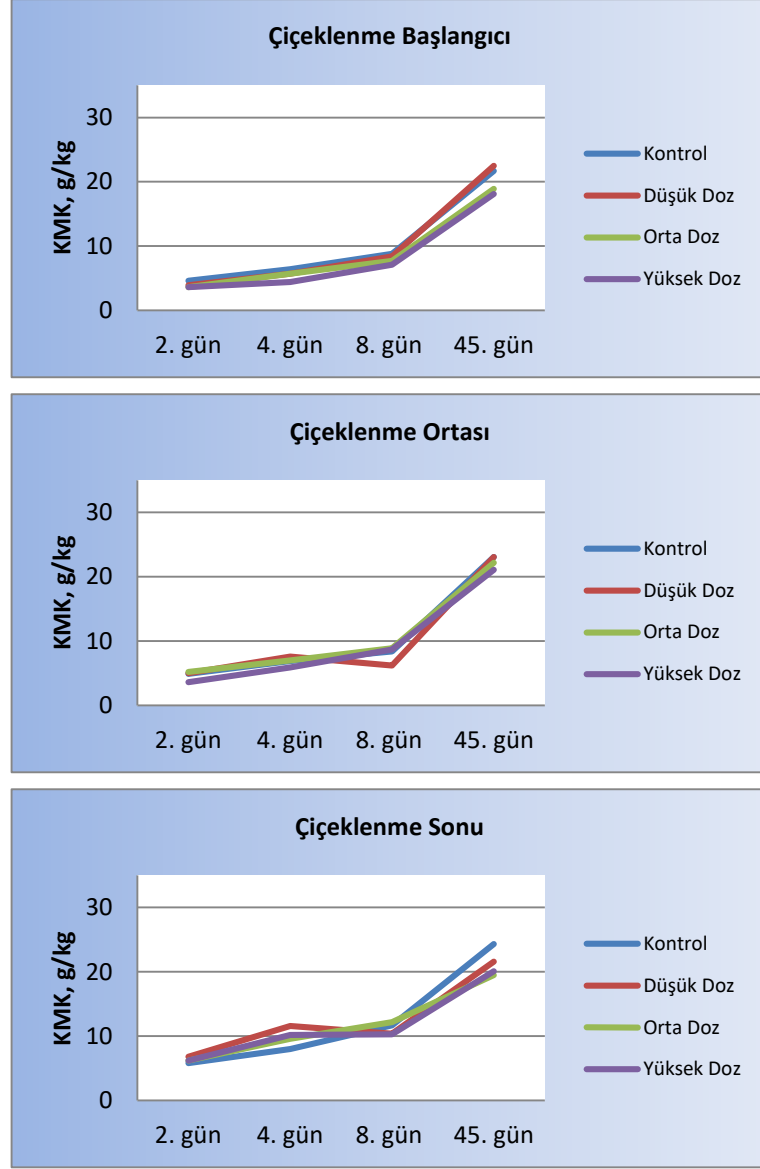 Çiçeklenme Başlangıcı
KMK, g/kg
30
20
10
0
2. gün 4. gün 8. gün 45. gün
Kontrol
Düşük Doz
Orta Doz
Yüksek Doz
Çiçeklenme Ortası
KMK, g/kg
30
20
10
0
2. gün 4. gün 8. gün 45. gün
Kontrol
Düşük Doz
Orta Doz
Yüksek Doz
Çiçeklenme Sonu
KMK, g/kg
30
20
10
0
2. gün 4. gün 8. gün 45. gün
Kontrol
Düşük Doz
Orta Doz
Yüksek Doz